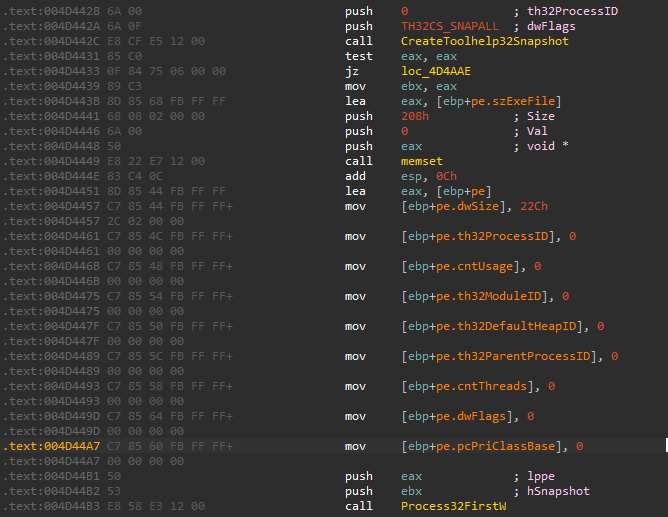 .text:004D4428 6A 00 push 0 ; th32ProcessID
.text:004D442A 6A 0F push TH32CS_SNAPALL ; dwFlags
.text:004D442C E8 CF E5 12 00 call CreateToolhelp32Snapshot
.text:004D4431 85 C0 test eax, eax
.text:004D4433 0F 84 75 06 00 00 jz loc_4D4AAE
.text:004D4439 89 C3 mov ebx, eax
.text:004D443B 8D 85 68 FB FF FF lea eax, [ebp+pe.szExeFile]
.text:004D4441 68 08 02 00 00 push 208h ; Size
.text:004D4446 6A 00 push 0 ; Val
.text:004D4448 50 push eax ; void *
.text:004D4449 E8 22 E7 12 00 call memset
.text:004D444E 83 C4 0C add esp, 0Ch
.text:004D4451 8D 85 44 FB FF FF lea eax, [ebp+pe]
.text:004D4457 C7 85 44 FB FF FF+ mov [ebp+pe.dwSize], 22Ch
.text:004D4457 2C 02 00 00
.text:004D4461 C7 85 4C FB FF FF+ mov [ebp+pe.th32ProcessID], 0
.text:004D4461 00 00 00 00
.text:004D446B C7 85 48 FB FF FF+ mov [ebp+pe.cntUsage], 0
.text:004D446B 00 00 00 00
.text:004D4475 C7 85 54 FB FF FF+ mov [ebp+pe.th32ModuleID], 0
.text:004D4475 00 00 00 00
.text:004D447F C7 85 50 FB FF FF+ mov [ebp+pe.th32DefaultHeapID], 0
.text:004D447F 00 00 00 00
.text:004D4489 C7 85 5C FB FF FF+ mov [ebp+pe.th32ParentProcessID], 0
.text:004D4489 00 00 00 00
.text:004D4493 C7 85 58 FB FF FF+ mov [ebp+pe.cntThreads], 0
.text:004D4493 00 00 00 00
.text:004D449D C7 85 64 FB FF FF+ mov [ebp+pe.dwFlags], 0
.text:004D449D 00 00 00 00
.text:004D44A7 C7 85 60 FB FF FF+ mov [ebp+pe.pcPriClassBase], 0
.text:004D44A7 00 00 00 00
.text:004D44B1 50 push eax ; lppe
.text:004D44B2 53 push ebx ; hSnapshot
.text:004D44B3 E8 58 E3 12 00 call Process32FirstW